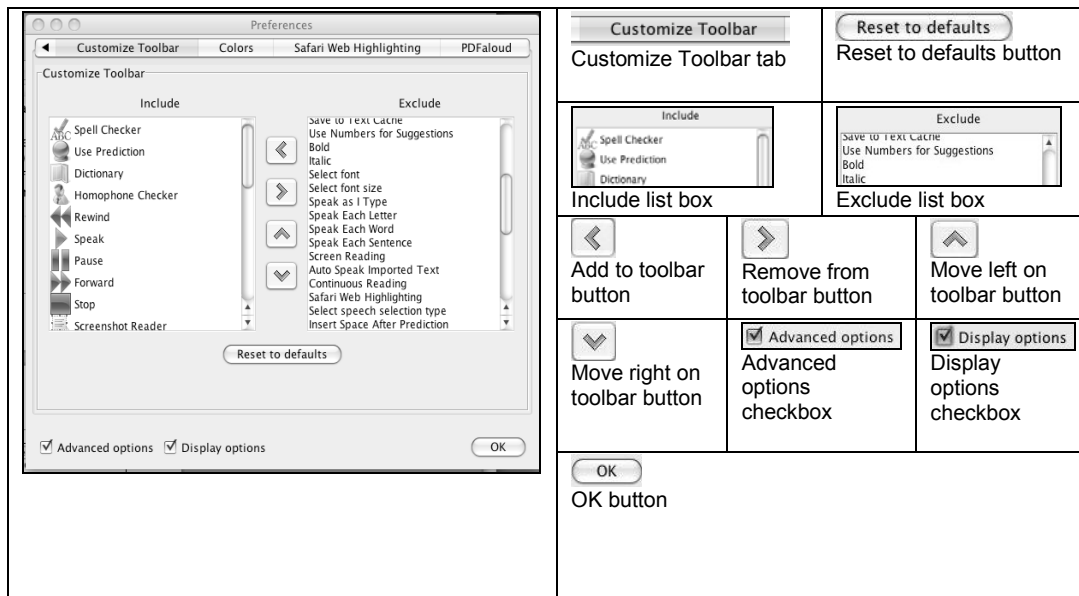 Preferences
Customize Toolbar Colors Safari Web Highlighting PDFaloud
Customize Toolbar
Include
Spell Checker
Use Prediction
Dictionary
Homophone Checker
Rewind
Speak
Pause
Forward
Stop
Screenshot Reader
Exclude
Save to Text Cache
Use Numbers for Suggestions
Bold
Italic
Select font
Select font size
Speak as I Type
Speak Each Letter
Speak Each Word
Speak Each Sentence
Screen Reading
Auto Speak Imported Text
Continuous Reading
Safari Web Highlighting
Select speech selection type
Insert Space After Prediction
Reset to defaults
Advanced options Display options OK
Customize Toolbar
Customize Toolbar tab
Reset to defaults
Reset to defaults button
Include
Spell Checker
Use Prediction
Dictionary
Include list box
Exclude
Save to Text Cache
Use Numbers for Suggestions
Bold
Italic
Exclude list box
Add to toolbar
button
Remove from
toolbar button
Move left on
toolbar button
Move right on
toolbar button
Advanced options
Advanced
options
checkbox
Display options
Display
options
checkbox
OK
OK button